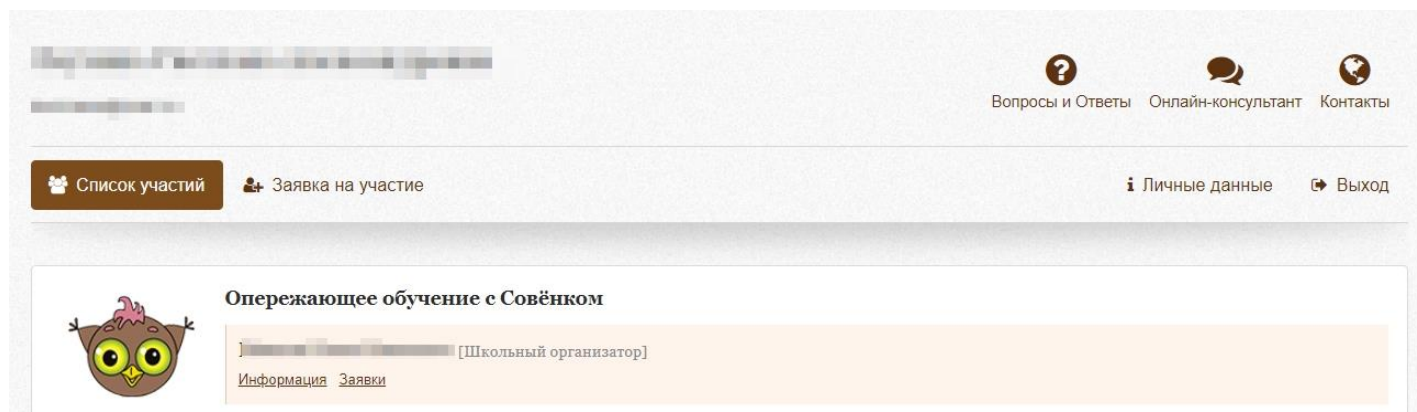 Вопросы и Ответы Онлайн-консультант Контакты
Список участий Заявка на участие Личные данные Выход
Опережающее обучение с Совёнком
[Школьный организатор]
Информация Заявки